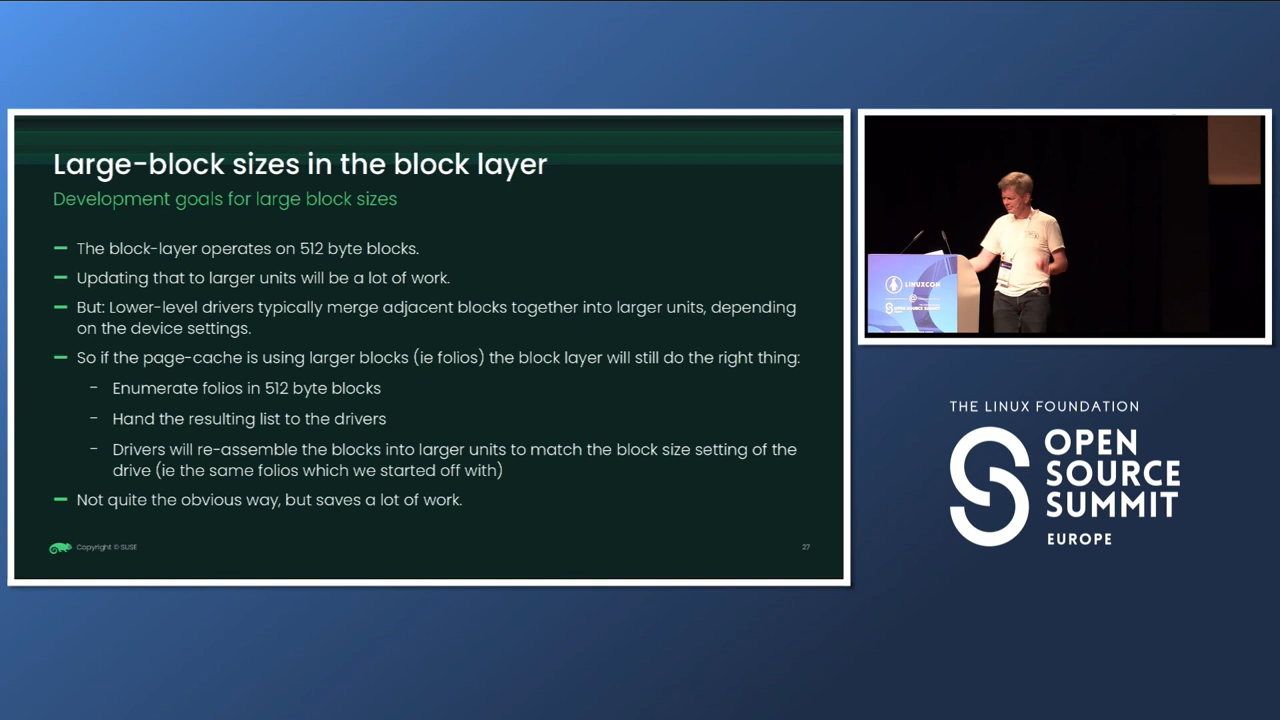 Large-block sizes in the block layer
Development goals for large block sizes
The block-layer operates on 512 byte blocks.
Updating that to larger units will be a lot of work.
But: Lower-level drivers typically merge adjacent blocks together into larger units, depending
on the device settings.
So if the page-cache is using larger blocks (ie folios) the block layer will still do the right thing:
Enumerate folios in 512 byte blocks
Hand the resulting list to the drivers
Drivers will re-assemble the blocks into larger units to match the block size setting of the
drive (ie the same folios which we started off with)
Not quite the obvious way, but saves a lot of work.
Copyright © SUSE
27
LINUXCON
OPEN SOURCE SUMMIT
THE LINUX FOUNDATION
OPEN
SOURCE
SUMMIT
EUROPE